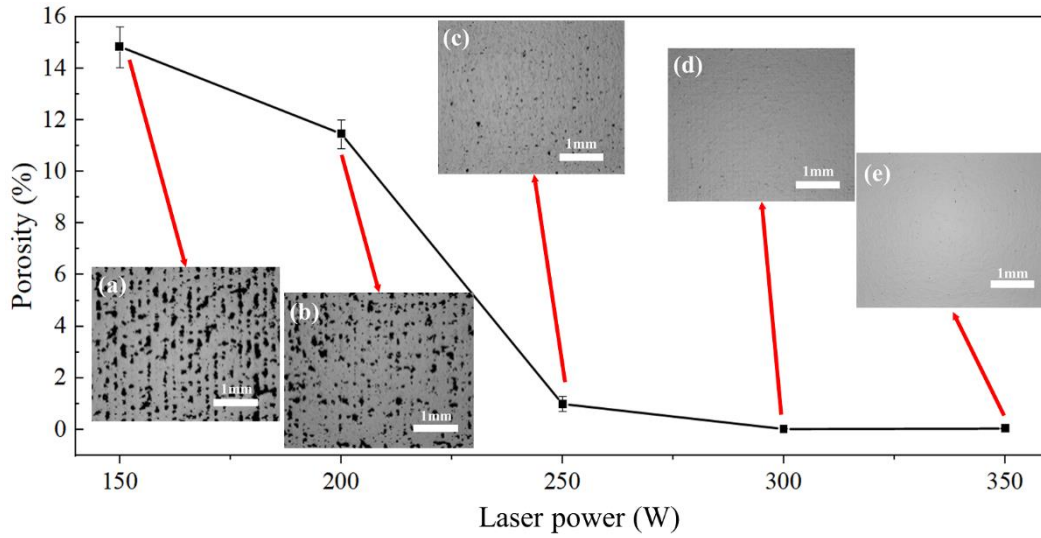 16
14
12
10
8
6
4
2
0
Porosity (%)
(a)
1mm
(b)
1mm
(c)
1mm
(d)
1mm
(e)
1mm
150
200
250
300
350
Laser power (W)